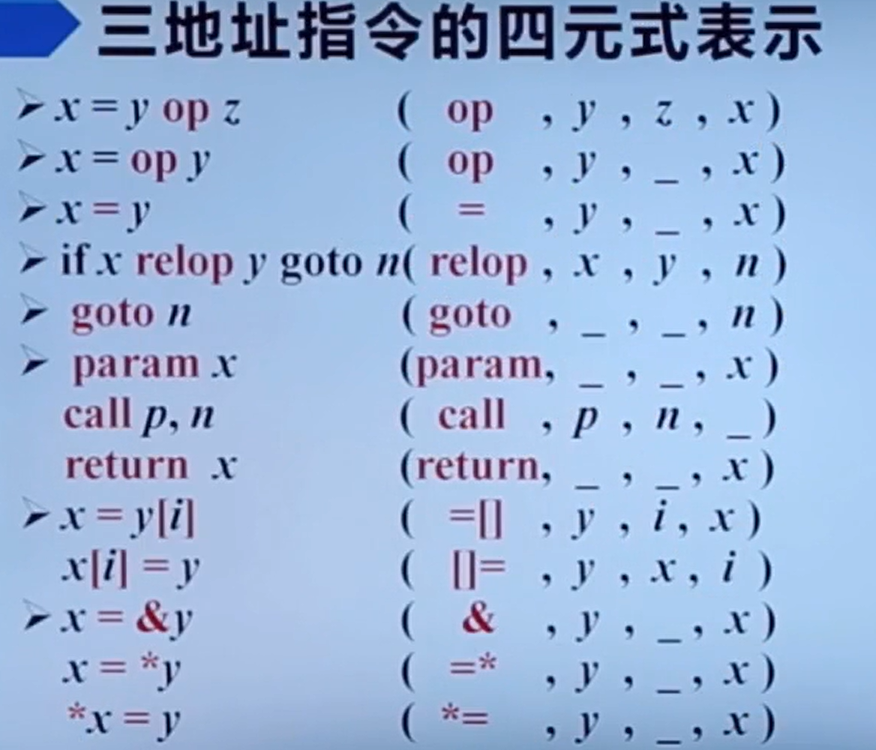 三地址指令的四元式表示
➢ x = y op z ( op , y , z , x )
➢ x = op y ( op , y , _ , x )
➢ x = y ( = , y , _ , x )
➢ if x relop y goto n ( relop , x , y , n )
➢ goto n ( goto , _ , _ , n )
➢ param x ( param , _ , _ , x )
call p, n ( call , p , n , _ )
return x ( return , _ , _ , x )
➢ x = y[i] ( =[] , y , i , x )
x[i] = y ( []= , y , x , i )
➢ x = &y ( & , y , _ , x )
x = *y ( =* , y , _ , x )
*x = y ( *= , y , _ , x )